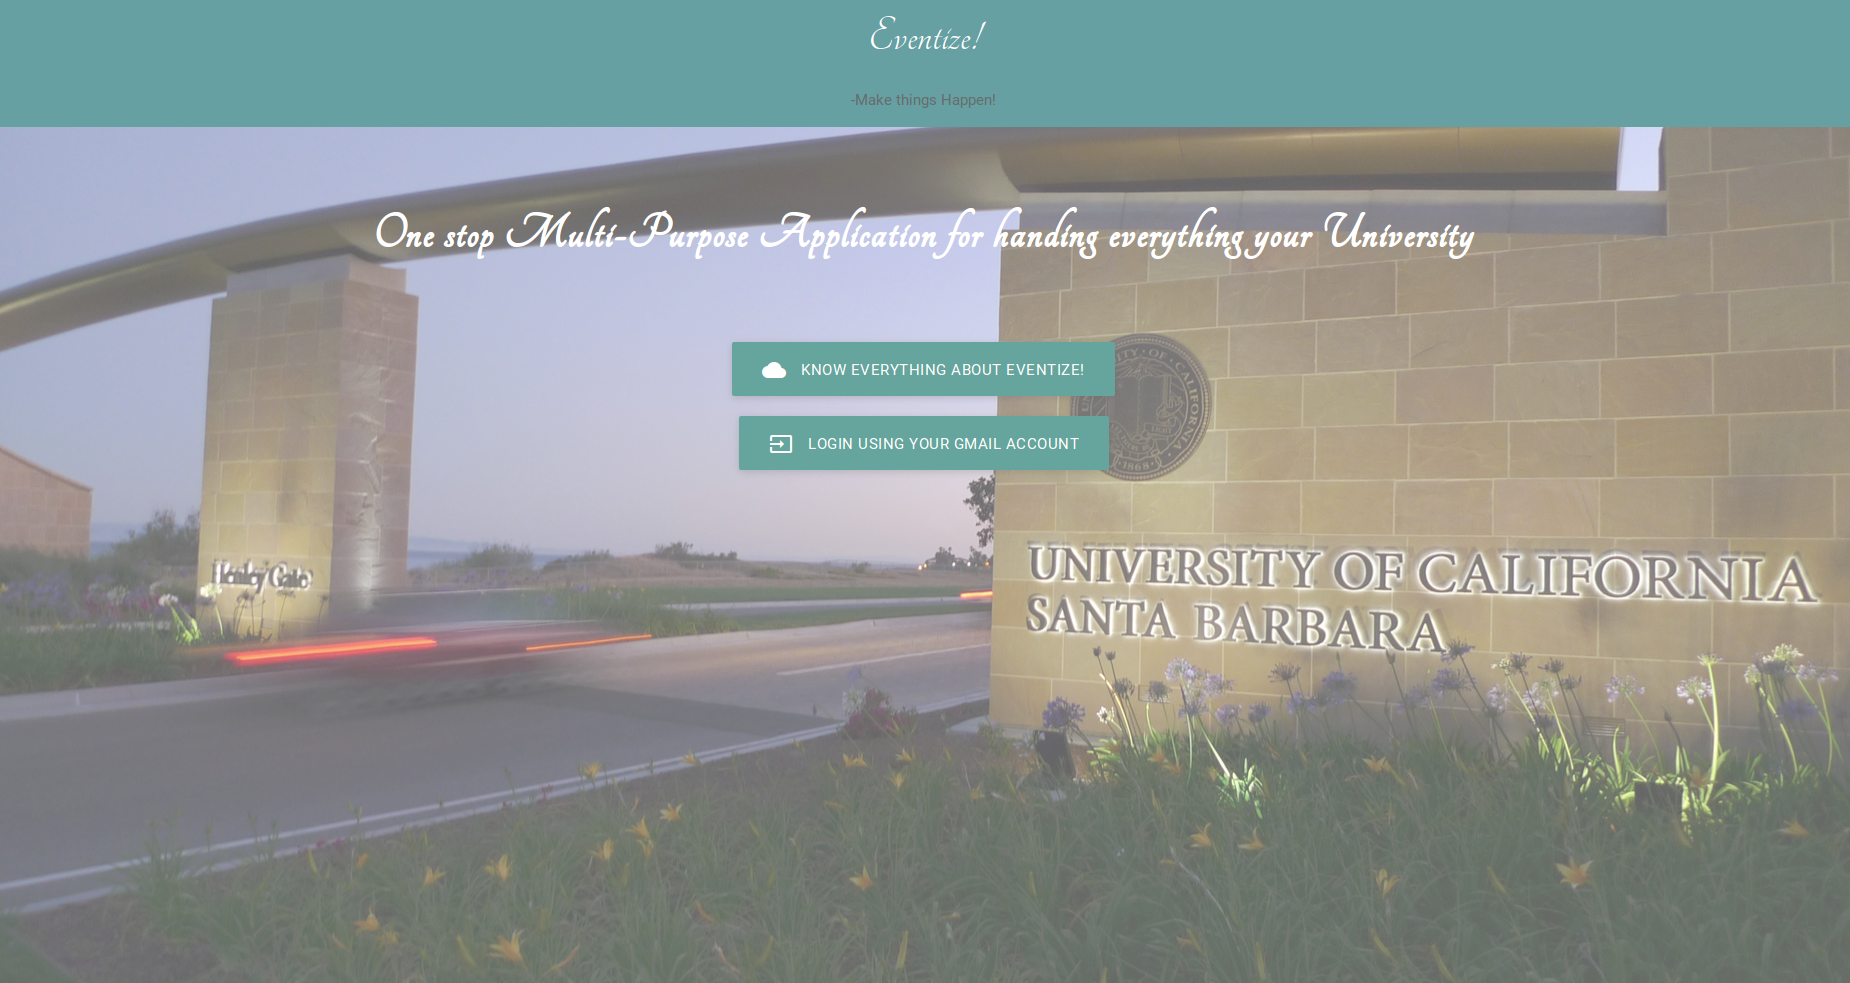 Eventize!
-Make things Happen!
One stop Multi-Purpose Application for handing everything your University
KNOW EVERYTHING ABOUT EVENTIZE!
LOGIN USING YOUR GMAIL ACCOUNT
1868
Henley Gate
UNIVERSITY OF CALIFORNIA
SANTA BARBARA